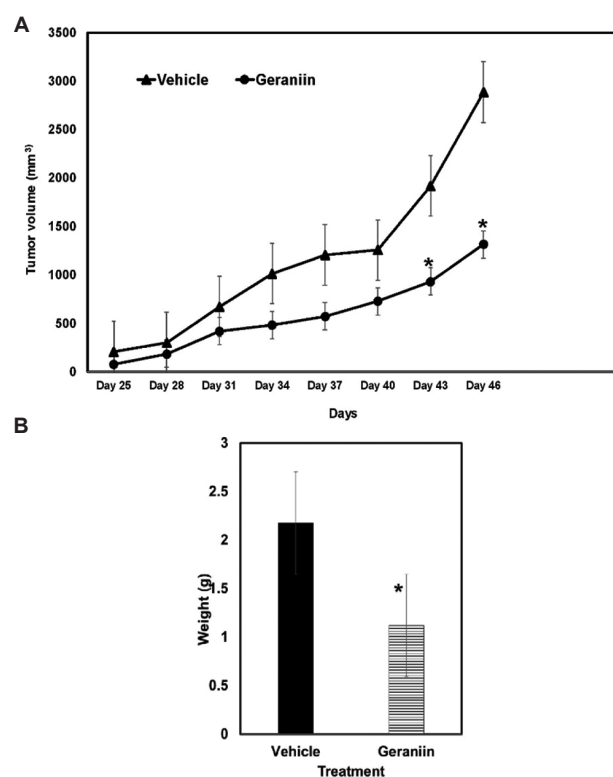 A
3500
3000
2500
2000
1500
1000
500
0
Tumor volume (mm³)
Vehicle
Geraniin
*
*
Day 25 Day 28 Day 31 Day 34 Day 37 Day 40 Day 43 Day 46
Days
B
3
2.5
2
1.5
1
0.5
0
Weight (g)
*
Vehicle Geraniin
Treatment